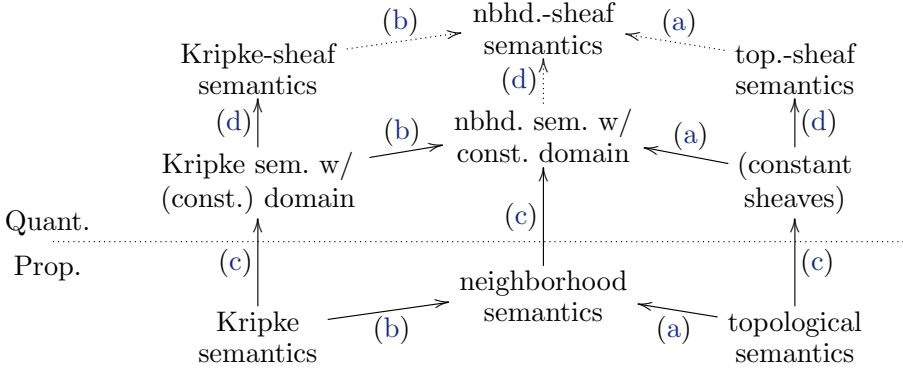 (b)
nbhd.-sheaf
semantics
(a)
Kripke-sheaf
semantics
top.-sheaf
semantics
(d)
(d)
(d)
(b)
nbhd. sem. w/
const. domain
(a)
Kripke sem. w/
(const.) domain
(constant
sheaves)
Quant.
(c)
Prop.
(c)
(c)
neighborhood
semantics
Kripke
semantics
(b)
(a)
topological
semantics